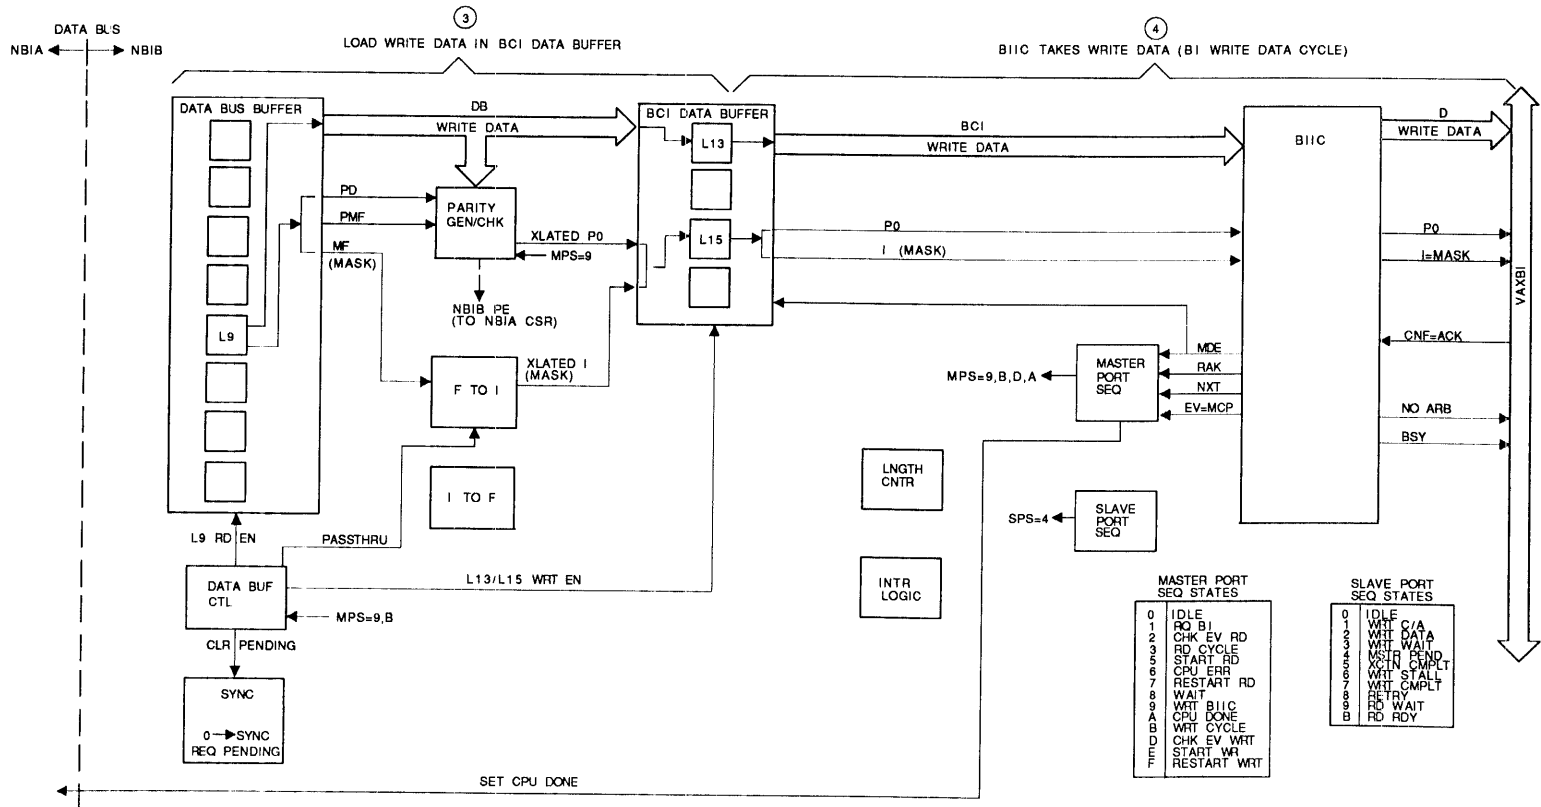 DATA BUS
NBIA NBIB
3
LOAD WRITE DATA IN BCI DATA BUFFER
4
BIIC TAKES WRITE DATA (BI WRITE DATA CYCLE)
DATA BUS BUFFER
DB
WRITE DATA
BCI DATA BUFFER
L13
BCI
WRITE DATA
BIIC
D
WRITE DATA
PD
PMF
MF
(MASK)
PARITY
GEN/CHK
XLATED P0
MPS=9
L15
P0
I (MASK)
P0
I=MASK
VAXBI
NBIB PE
(TO NBIA CSR)
L9
F TO I
XLATED I
(MASK)
MPS=9,B,D,A
MASTER
PORT
SEQ
MDE
RAK
NXT
EV=MCP
CNF=ACK
NO ARB
BSY
I TO F
LNGTH
CNTR
SPS=4
SLAVE
PORT
SEQ
L9 RD EN
PASSTHRU
DATA BUF
CTL
L13/L15 WRT EN
MPS=9,B
INTR
LOGIC
CLR PENDING
SYNC
0 SYNC
REQ PENDING
SET CPU DONE
MASTER PORT
SEQ STATES
0 IDLE
1 RQ BI
2 CHK EV RD
3 RD CYCLE
5 START RD
6 CPU ERR
7 RESTART RD
8 WAIT
9 WRT BIIC
A CPU DONE
B WRT CYCLE
D CHK EV WRT
E START WR
F RESTART WRT
SLAVE PORT
SEQ STATES
0 IDLE
1 WRT C/A
2 WRT DATA
3 WRT WAIT
4 MSTR PEND
5 XCTN CMPLT
6 WRT STALL
7 WRT CMPLT
8 RETRY
9 RD WAIT
B RD RDY